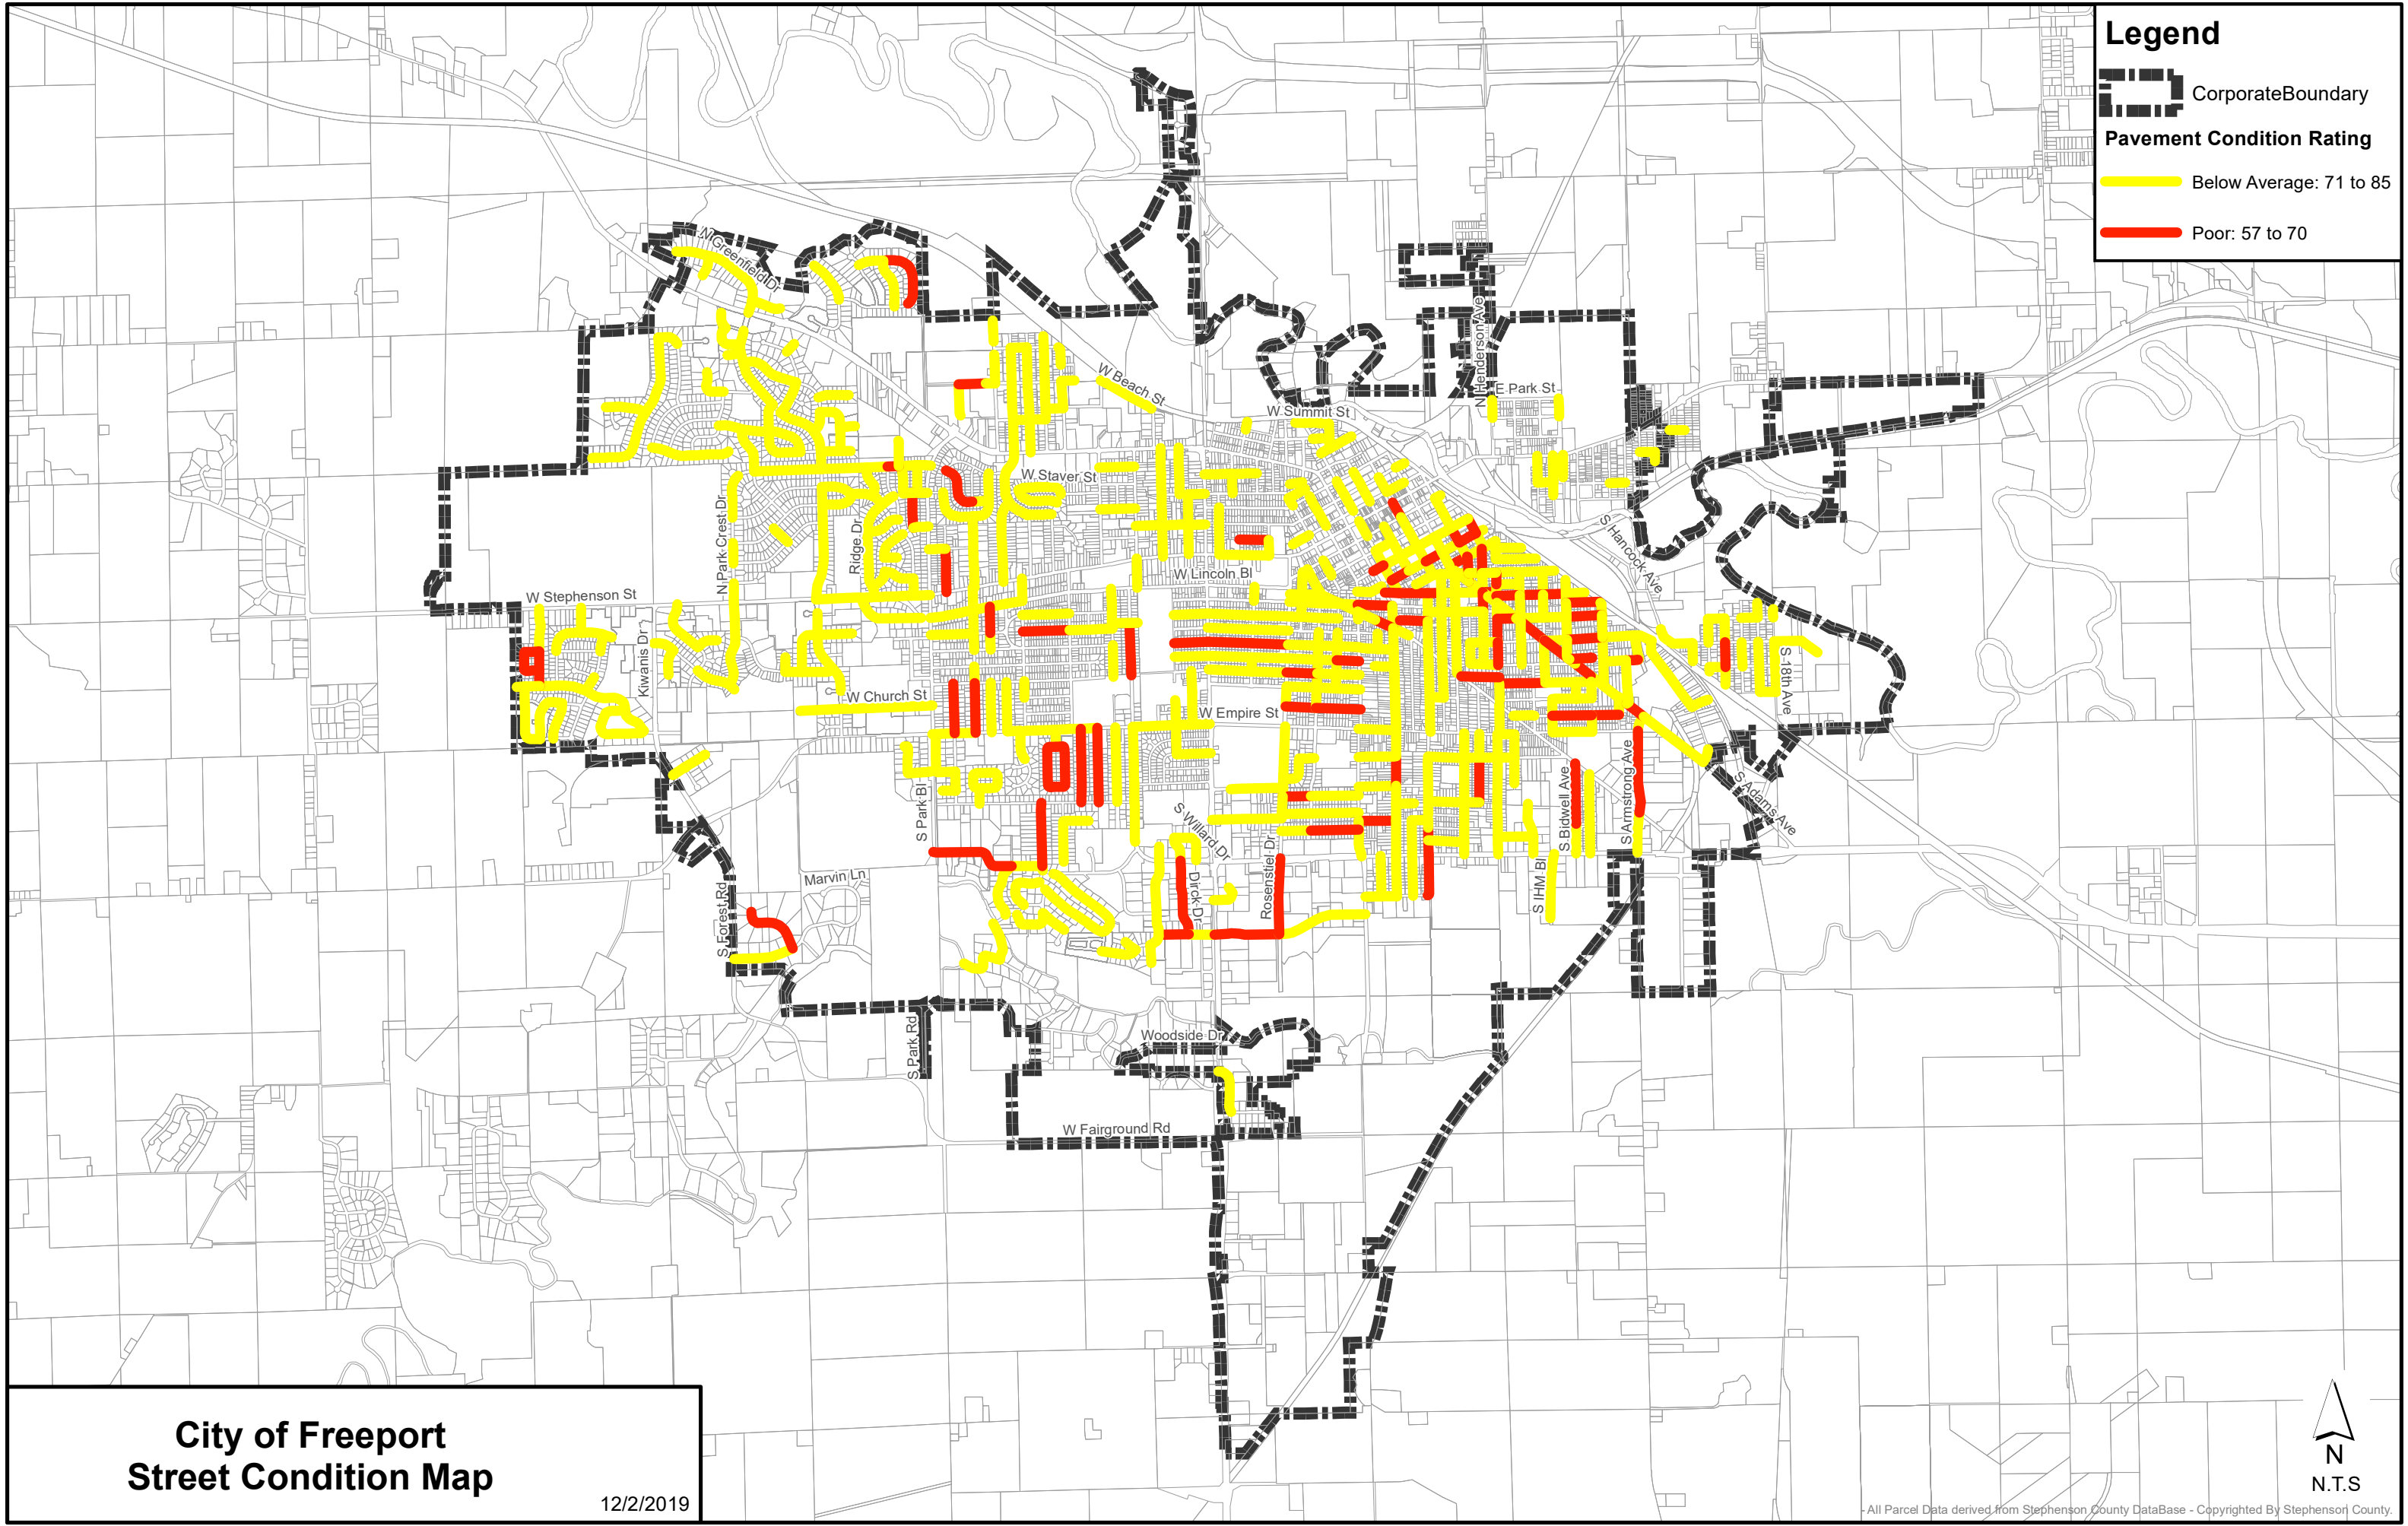 Legend
CorporateBoundary
Pavement Condition Rating
Below Average: 71 to 85
Poor: 57 to 70
N Greenfield Dr
N Henderson Ave
W Beach St
E Park St
W Summit St
W Staver St
N Park Crest Dr
Ridge Dr
S Hancock Ave
W Lincoln Bl
W Stephenson St
Kiwanis Dr
S 18th Ave
W Church St
W Empire St
S Park Bl
S Willard Dr
S Bidwell Ave
S Armstrong Ave
S Adams Ave
Rosenstiel Dr
Dirck Dr
S IHM Bl
Marvin Ln
S Forest Rd
S Park Rd
Woodside Dr
W Fairground Rd
City of Freeport
Street Condition Map
12/2/2019
N
N.T.S
- All Parcel Data derived from Stephenson County DataBase - Copyrighted By Stephenson County.